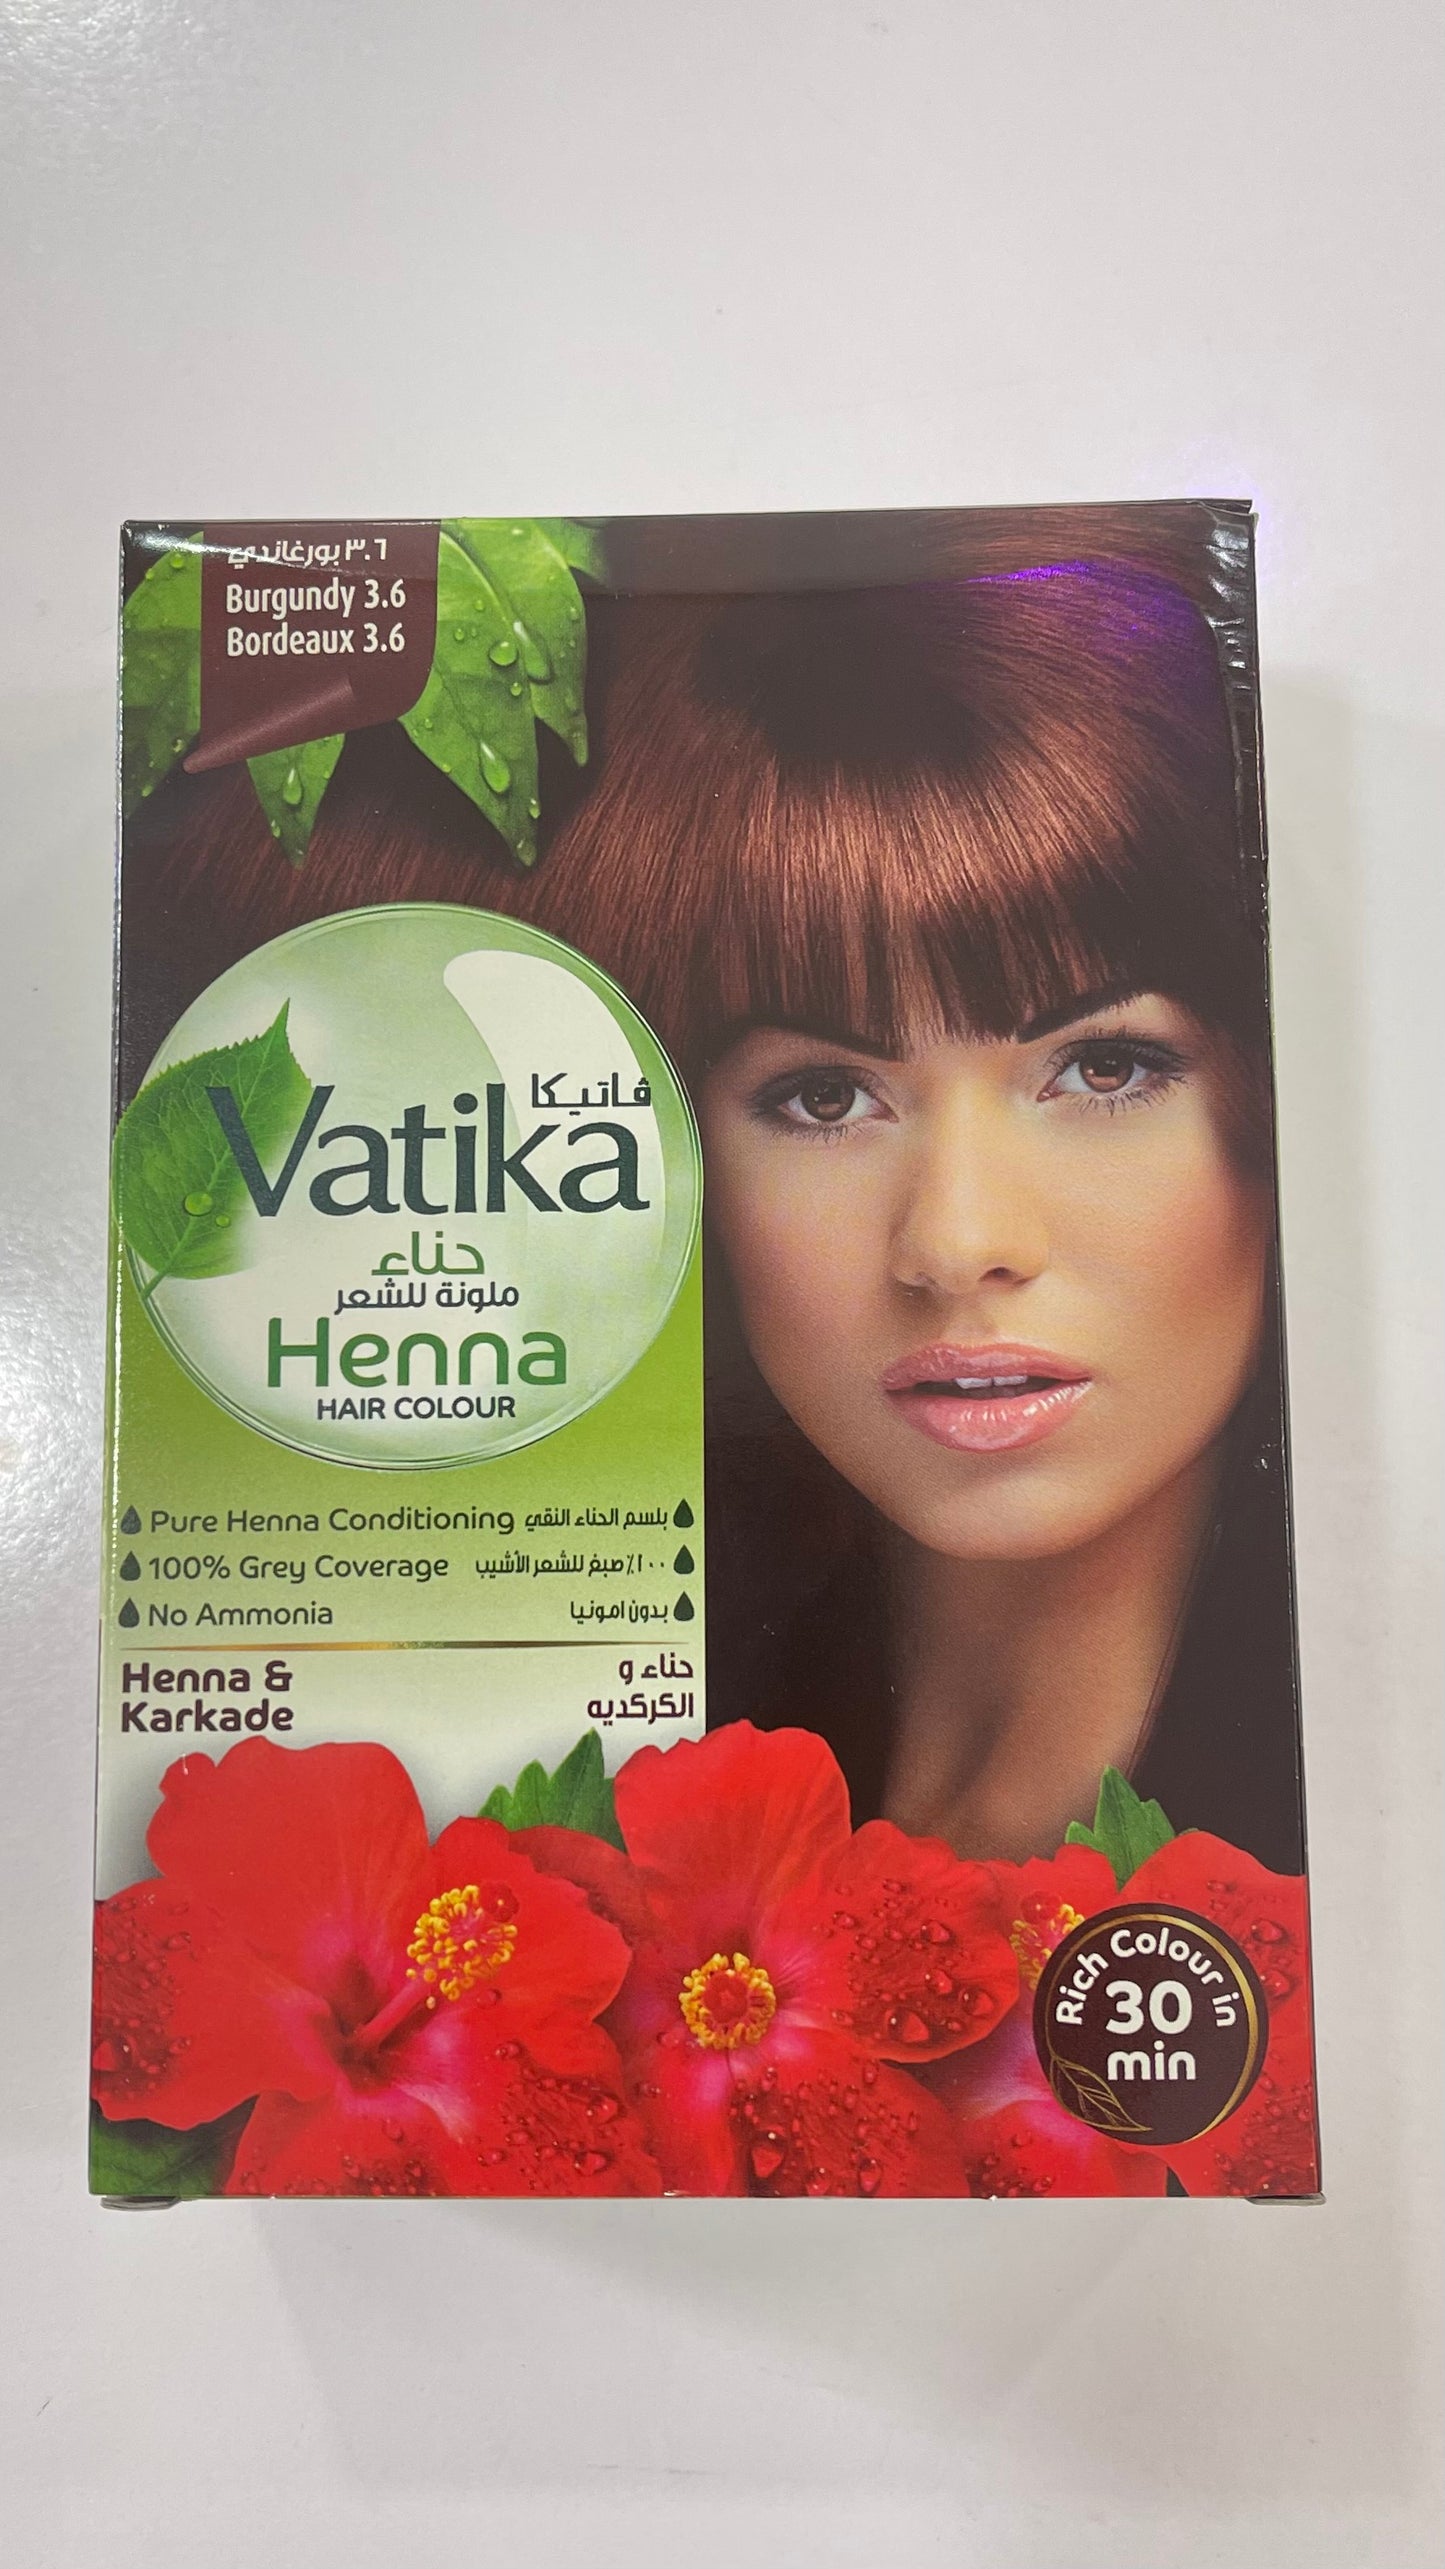 ٣.٦ بورغاندي
Burgundy 3.6
Bordeaux 3.6
ڤاتيكا
Vatika
حناء
ملونة للشعر
Henna
HAIR COLOUR
Pure Henna Conditioning بلسم الحناء النقي
100% Grey Coverage ١٠٠٪ صبغ للشعر الأشيب
No Ammonia بدون امونيا
Henna & حناء و
Karkade الكركديه
Rich Colour in
30
min